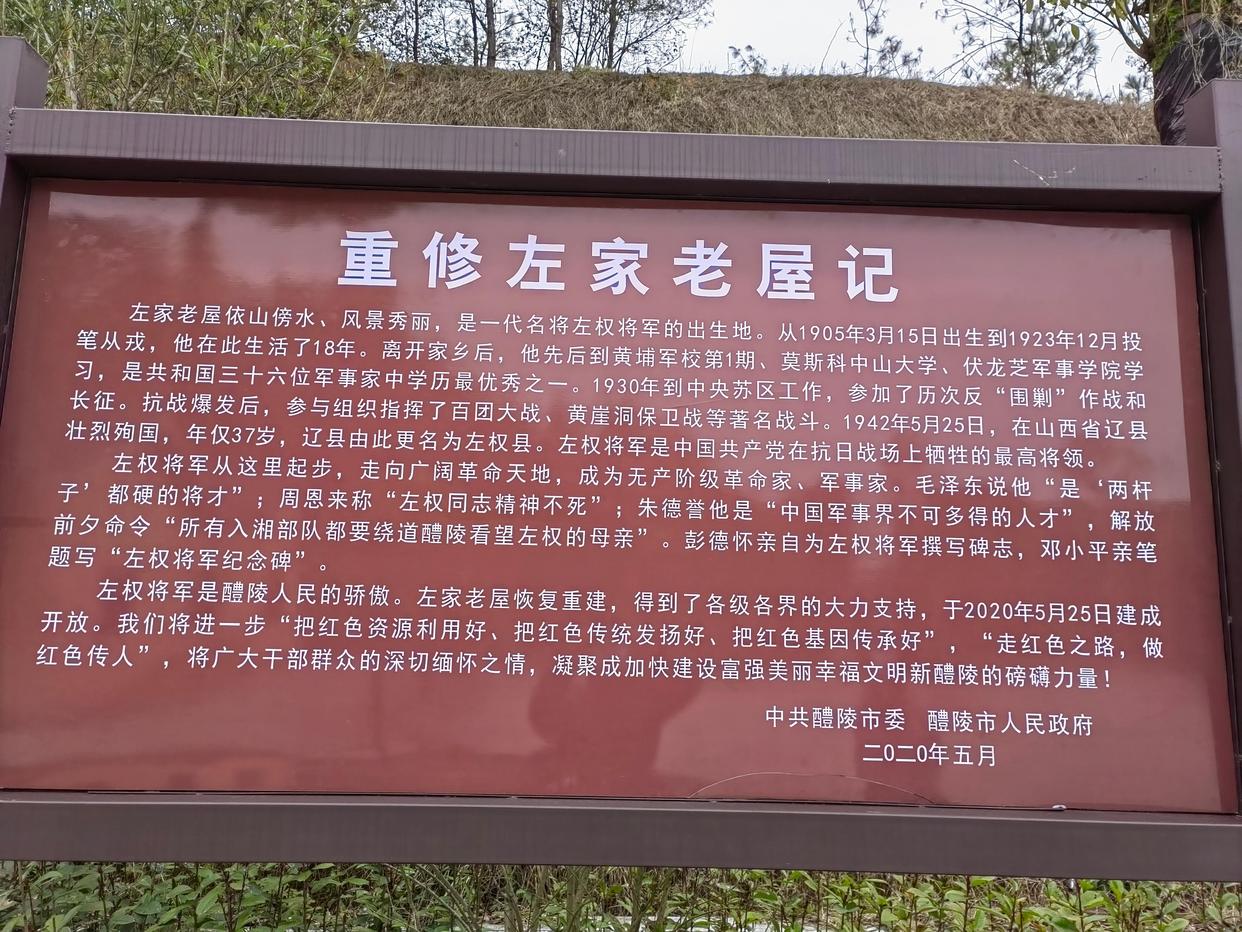 重修左家老屋记
左家老屋依山傍水、风景秀丽，是一代名将左权将军的出生地。从1905年3月15日出生到1923年12月投
笔从戎，他在此生活了18年。离开家乡后，他先后到黄埔军校第1期、莫斯科中山大学、伏龙芝军事学院学
习，是共和国三十六位军事家中学历最优秀之一。1930年到中央苏区工作，参加了历次反“围剿”作战和
长征。抗战爆发后，参与组织指挥了百团大战、黄崖洞保卫战等著名战斗。1942年5月25日，在山西省辽县
壮烈殉国，年仅37岁，辽县由此更名为左权县。左权将军是中国共产党在抗日战场上牺牲的最高将领。
左权将军从这里起步，走向广阔革命天地，成为无产阶级革命家、军事家。毛泽东说他“是‘两杆
子’都硬的将才”；周恩来称“左权同志精神不死”；朱德誉他是“中国军事界不可多得的人才”，解放
前夕命令“所有入湘部队都要绕道醴陵看望左权的母亲”。彭德怀亲自为左权将军撰写碑志，邓小平亲笔
题写“左权将军纪念碑”。
左权将军是醴陵人民的骄傲。左家老屋恢复重建，得到了各级各界的大力支持，于2020年5月25日建成
开放。我们将进一步“把红色资源利用好、把红色传统发扬好、把红色基因传承好”，“走红色之路，做
红色传人”，将广大干部群众的深切缅怀之情，凝聚成加快建设富强美丽幸福文明新醴陵的磅礴力量！
中共醴陵市委　醴陵市人民政府
二〇二〇年五月